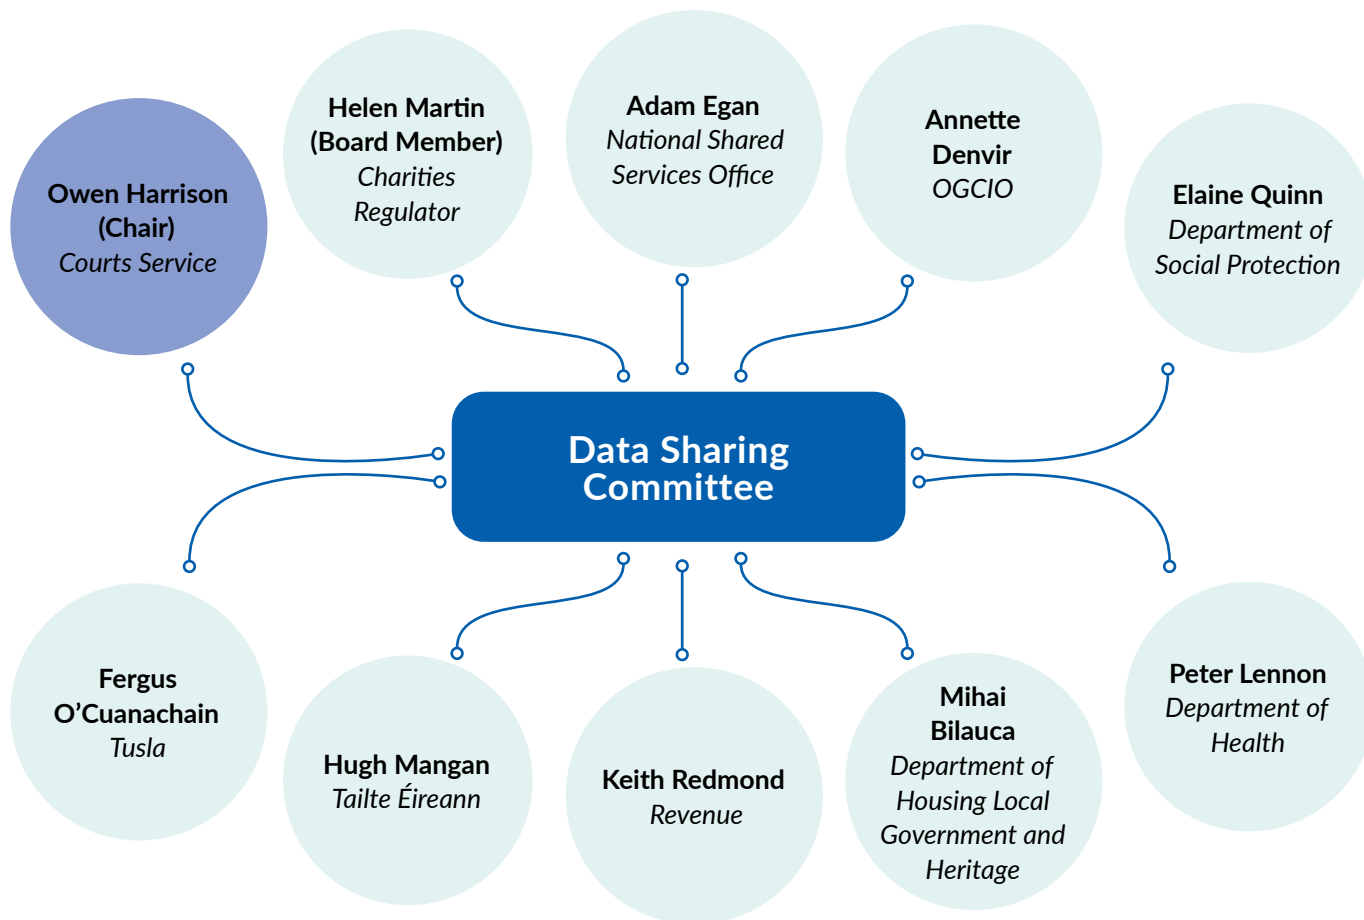 Owen Harrison
(Chair)
Courts Service
Helen Martin
(Board Member)
Charities
Regulator
Adam Egan
National Shared
Services Office
Annette
Denvir
OGCIO
Elaine Quinn
Department of
Social Protection
Data Sharing
Committee
Fergus
O’Cuanachain
Tusla
Hugh Mangan
Tailte Éireann
Keith Redmond
Revenue
Mihai
Bilauca
Department of
Housing Local
Government and
Heritage
Peter Lennon
Department of
Health